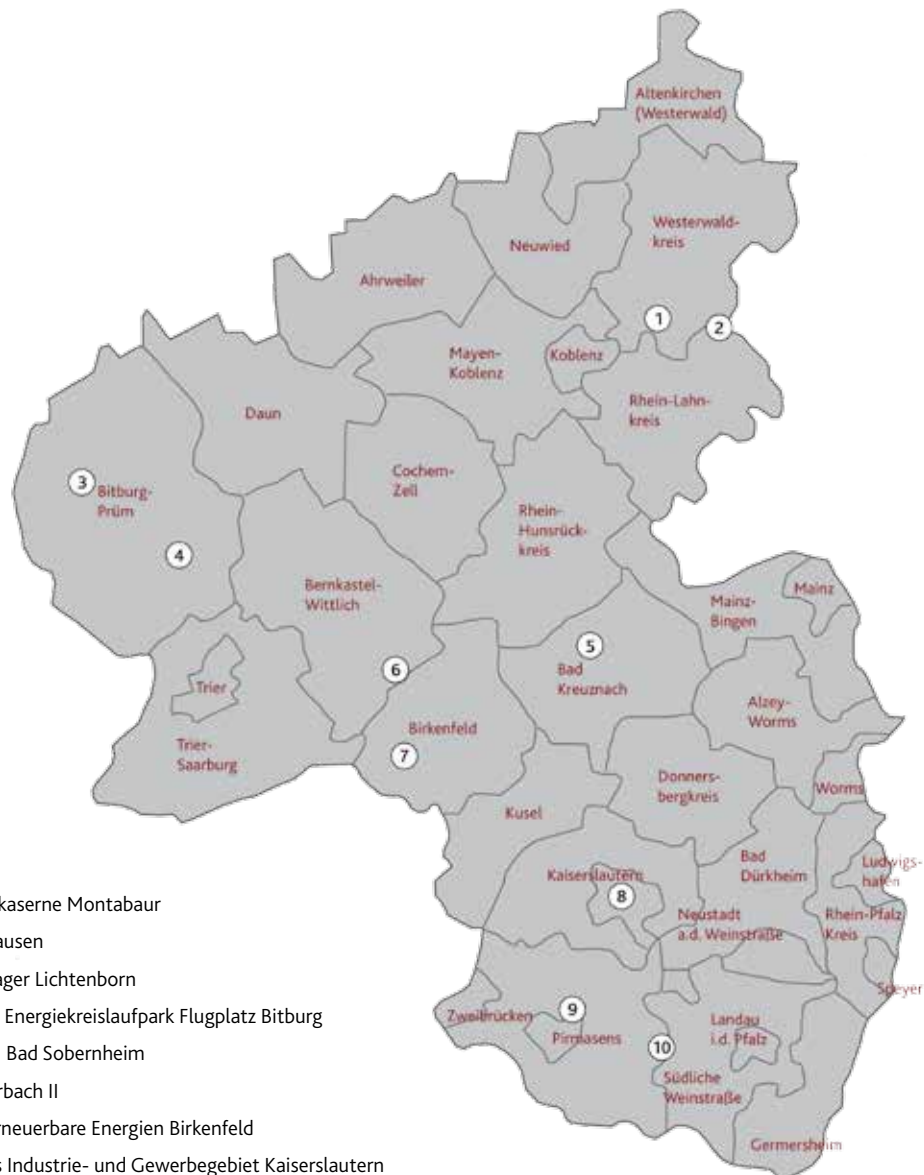 Altenkirchen
(Westerwald)
Westerwald-
kreis
Neuwied
Ahrweiler
1
2
Mayen-
Koblenz
Koblenz
Rhein-Lahn-
kreis
Daun
Cochem-
Zell
3
Bitburg-
Prüm
Rhein-
Hunsrück-
kreis
4
Bernkastel-
Wittlich
Mainz-
Bingen
Mainz
5
Bad
Kreuznach
6
Trier
Alzey-
Worms
Birkenfeld
7
Trier-
Saarburg
Donners-
bergkreis
Worms
Kusel
Bad
Dürkheim
Ludwigs-
hafen
Kaiserslautern
8
Neustadt
a.d. Weinstraße
Rhein-Pfalz
Kreis
Speyer
Zweibrücken
9
Pirmasens
10
Landau
i.d. Pfalz
Südliche
Weinstraße
Germersheim
kaserne Montabaur
ausen
ager Lichtenborn
Energiekreislaufpark Flugplatz Bitburg
Bad Sobernheim
rbach II
rneuerbare Energien Birkenfeld
s Industrie- und Gewerbegebiet Kaiserslautern